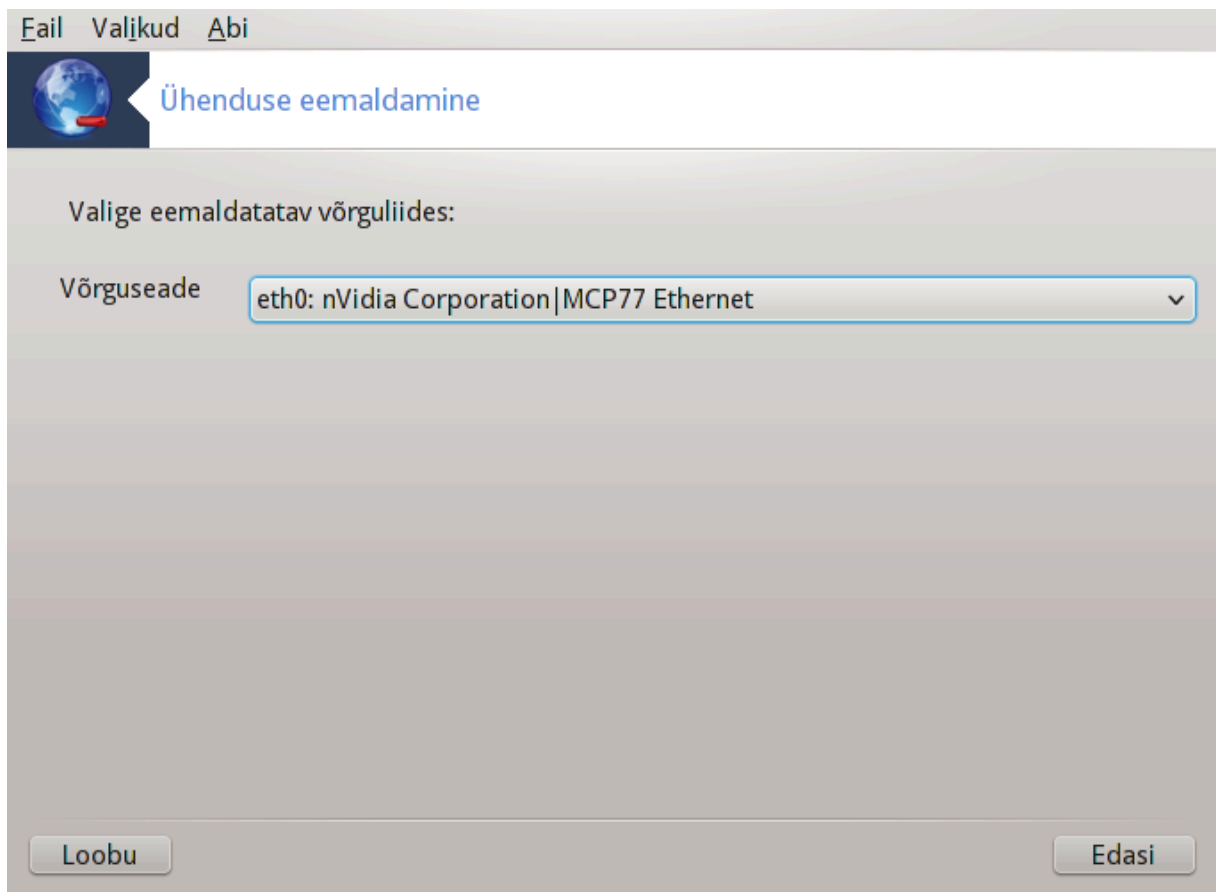 Fail Valikud Abi
Ühenduse eemaldamine
Valige eemaldatatav võrguliides:
Võrguseade eth0: nVidia Corporation|MCP77 Ethernet
Loobu Edasi